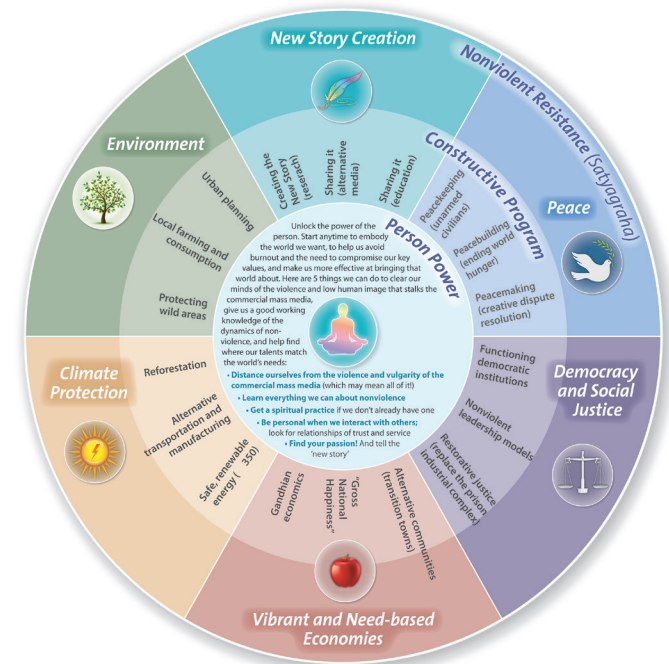 New Story Creation
Nonviolent Resistance (Satyagraha)
Constructive Program
Person Power
Environment
Urban planning
Local farming and
consumption
Protecting
wild areas
Creating the
New Story
(reserach)
Sharing it
(alternative
media)
Sharing it
(education)
Peace
Peacekeeping
(unarmed
civilians)
Peacebuilding
(ending world
hunger)
Peacemaking
(creative dispute
resolution)
Unlock the power of the
person. Start anytime to embody
the world we want, to help us avoid
burnout and the need to compromise our key
values, and make us more effective at bringing that
world about. Here are 5 things we can do to clear our
minds of the violence and low human image that stalks the
commercial mass media,
give us a good working
knowledge of the
dynamics of non-
violence, and help find
where our talents match
the world's needs:
• Distance ourselves from the violence and vulgarity of the
commercial mass media (which may mean all of it!)
• Learn everything we can about nonviolence
• Get a spiritual practice if we don't already have one
• Be personal when we interact with others;
look for relationships of trust and service
• Find your passion! And tell the
'new story'
Climate
Protection
Reforestation
Alternative
transportation and
manufacturing
Safe, renewable
energy ( 350)
Democracy
and Social
Justice
Functioning
democratic
institutions
Nonviolent
leadership models
Restorative justice
(replace the prison
industrial complex)
Gandhian
economics
"Gross
National
Happiness"
Alternative communities
(transition towns)
Vibrant and Need-based
Economies